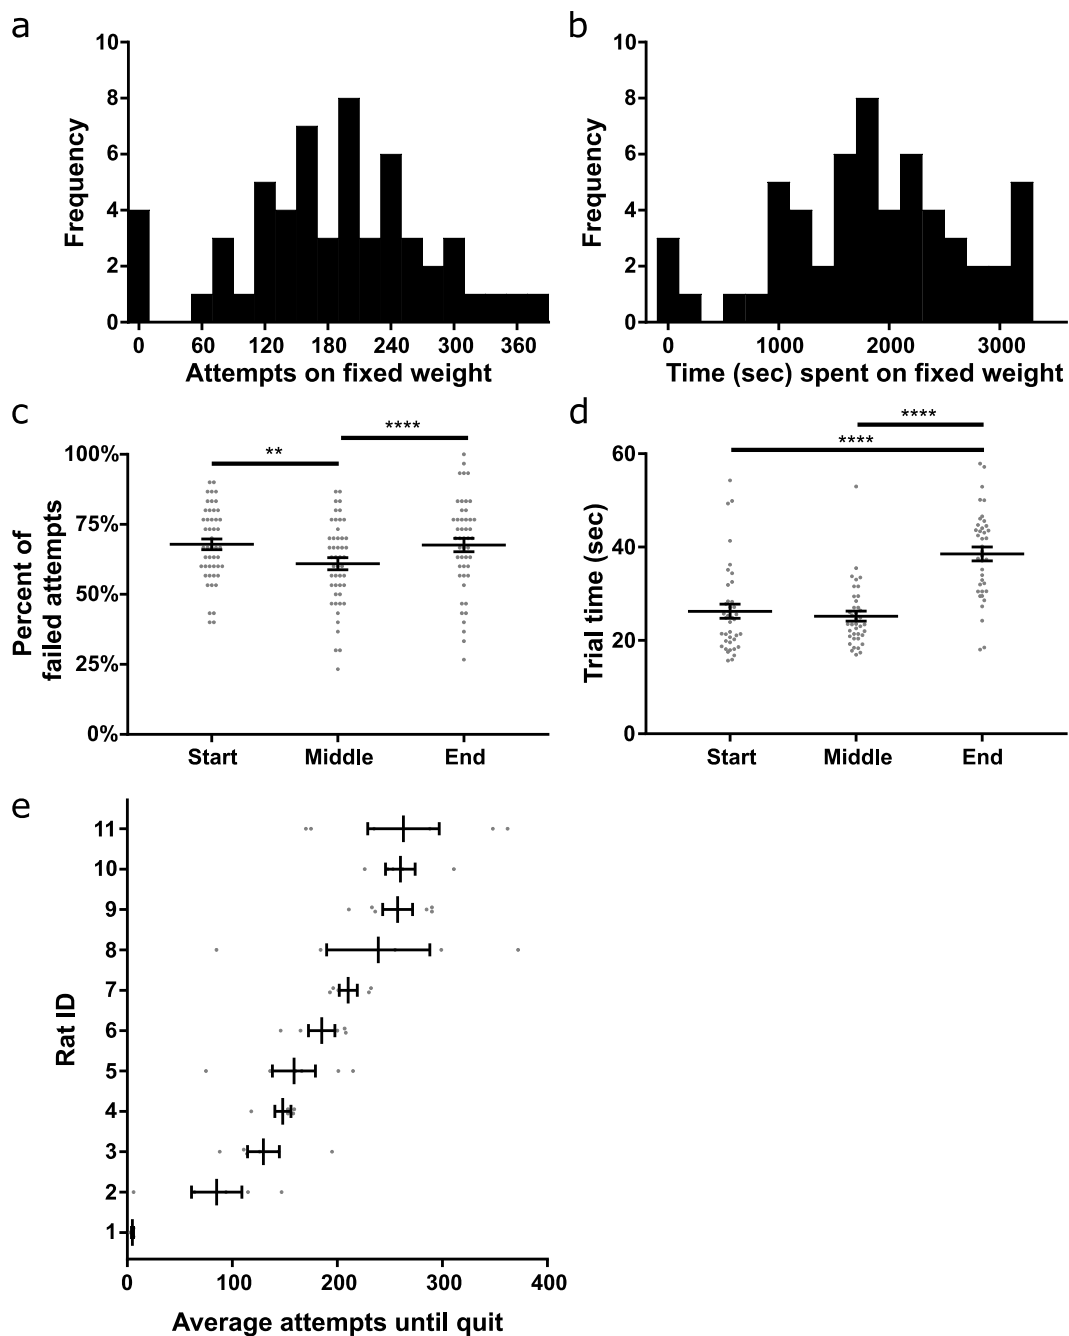 a
10
8
6
4
2
0
Frequency
0 60 120 180 240 300 360
Attempts on fixed weight
b
10
8
6
4
2
0
Frequency
0 1000 2000 3000
Time (sec) spent on fixed weight
c
100%
75%
50%
25%
0%
Percent of
failed attempts
**
****
Start Middle End
d
60
40
20
0
Trial time (sec)
****
****
Start Middle End
e
11
10
9
8
7
6
5
4
3
2
1
Rat ID
0 100 200 300 400
Average attempts until quit